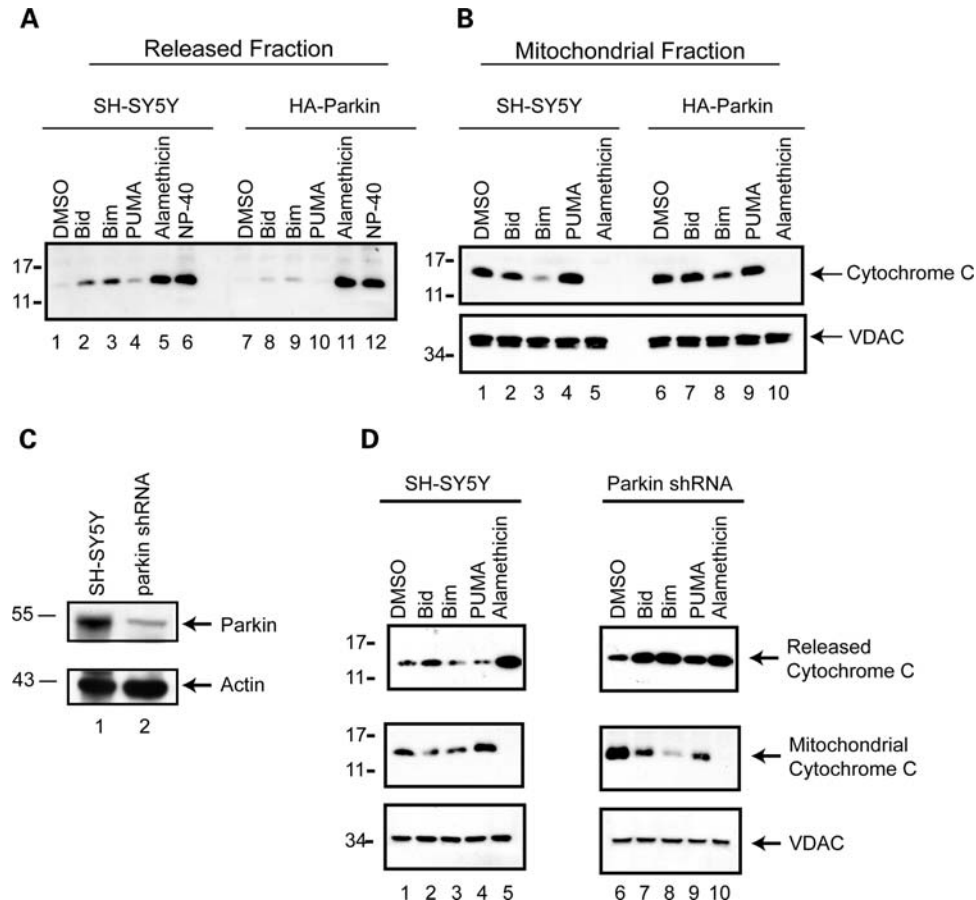 A
Released Fraction
SH-SY5Y HA-Parkin
DMSO
Bid
Bim
PUMA
Alamethicin
NP-40
DMSO
Bid
Bim
PUMA
Alamethicin
NP-40
17-
11-
1 2 3 4 5 6 7 8 9 10 11 12
B
Mitochondrial Fraction
SH-SY5Y HA-Parkin
DMSO
Bid
Bim
PUMA
Alamethicin
DMSO
Bid
Bim
PUMA
Alamethicin
17-
11-
Cytochrome C
34-
VDAC
1 2 3 4 5 6 7 8 9 10
C
SH-SY5Y
parkin shRNA
55 —
Parkin
43 —
Actin
1 2
D
SH-SY5Y Parkin shRNA
DMSO
Bid
Bim
PUMA
Alamethicin
DMSO
Bid
Bim
PUMA
Alamethicin
17-
11-
Released
Cytochrome C
17-
11-
Mitochondrial
Cytochrome C
34-
VDAC
1 2 3 4 5 6 7 8 9 10